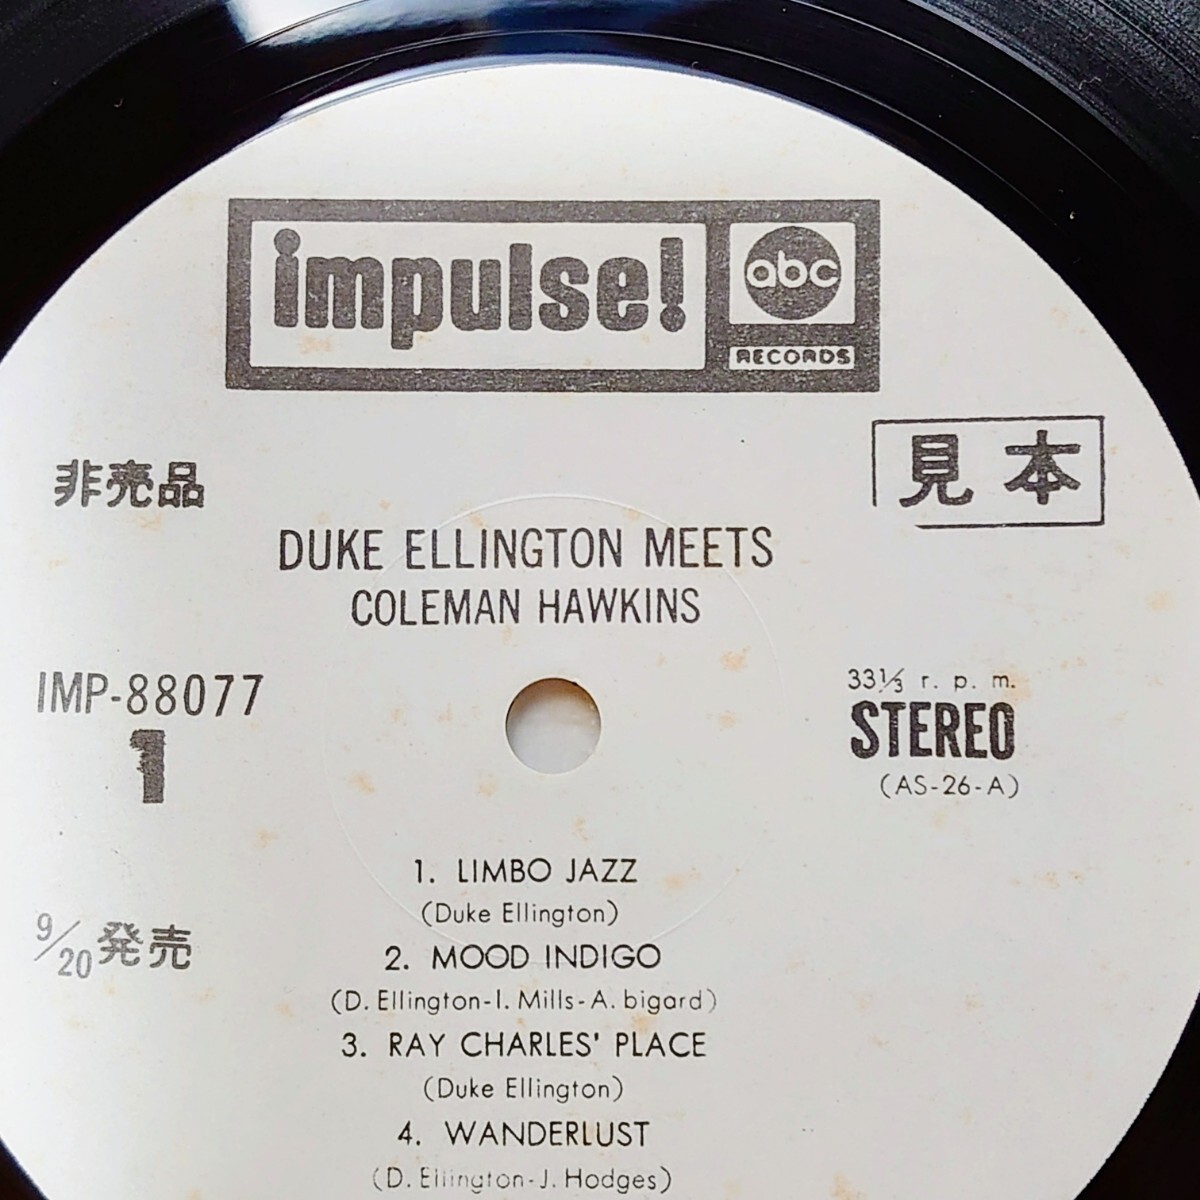 impulse!
abc
RECORDS
見本
非売品
DUKE ELLINGTON MEETS
COLEMAN HAWKINS
IMP-88077
1
33⅓ r. p. m.
STEREO
(AS-26-A)
1. LIMBO JAZZ
(Duke Ellington)
9/20 発売
2. MOOD INDIGO
(D. Ellington-I. Mills-A. bigard)
3. RAY CHARLES' PLACE
(Duke Ellington)
4. WANDERLUST
(D. Ellington-J. Hodges)